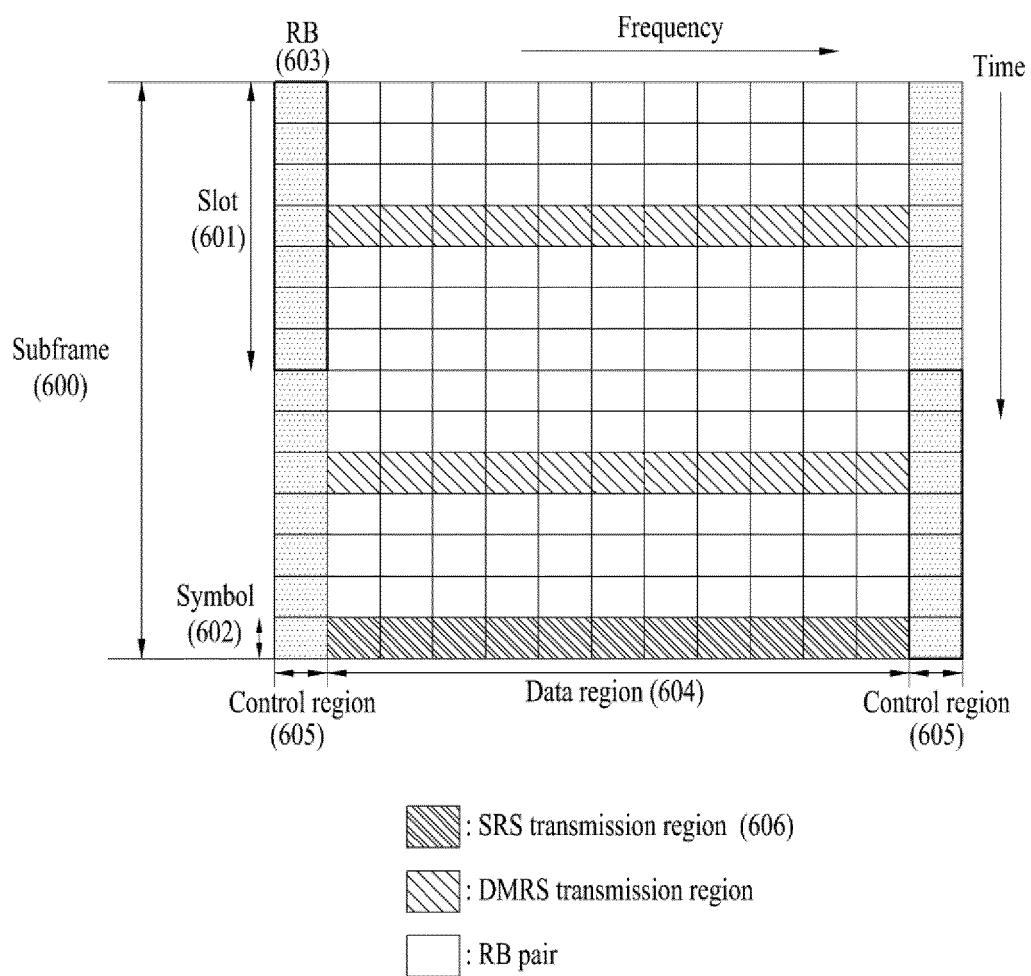 RB
(603)
Frequency
Time
Slot
(601)
Subframe
(600)
Symbol
(602)
Control region
(605)
Data region (604)
Control region
(605)
: SRS transmission region (606)
: DMRS transmission region
: RB pair